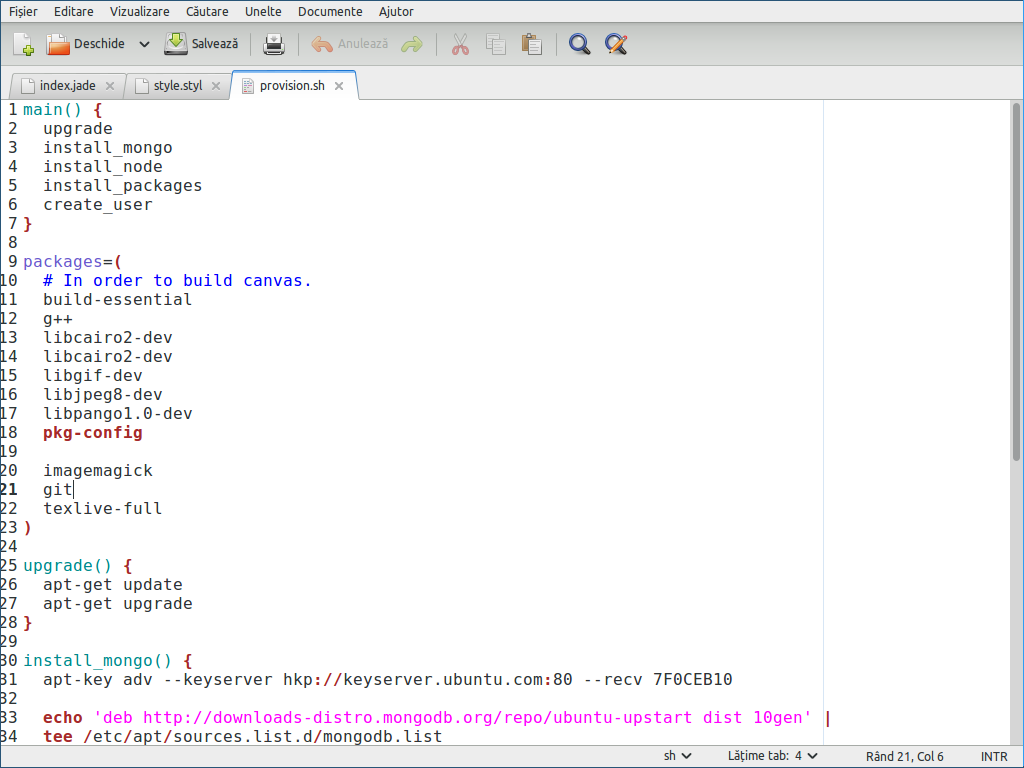 Fișier Editare Vizualizare Căutare Unelte Documente Ajutor
Deschide Salvează Anulează
index.jade style.styl provision.sh
1 main() {
2   upgrade
3   install_mongo
4   install_node
5   install_packages
6   create_user
7 }
8
9 packages=(
10   # In order to build canvas.
11   build-essential
12   g++
13   libcairo2-dev
14   libcairo2-dev
15   libgif-dev
16   libjpeg8-dev
17   libpango1.0-dev
18   pkg-config
19
20   imagemagick
21   git
22   texlive-full
23 )
24
25 upgrade() {
26   apt-get update
27   apt-get upgrade
28 }
29
30 install_mongo() {
31   apt-key adv --keyserver hkp://keyserver.ubuntu.com:80 --recv 7F0CEB10
32
33   echo 'deb http://downloads-distro.mongodb.org/repo/ubuntu-upstart dist 10gen' |
34   tee /etc/apt/sources.list.d/mongodb.list
sh Lățime tab: 4 Rând 21, Col 6 INTR